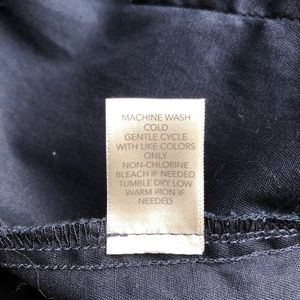 MACHINE WASH
COLD
GENTLE CYCLE
WITH LIKE COLORS
ONLY
NON-CHLORINE
BLEACH IF NEEDED
TUMBLE DRY LOW
WARM IRON IF
NEEDED